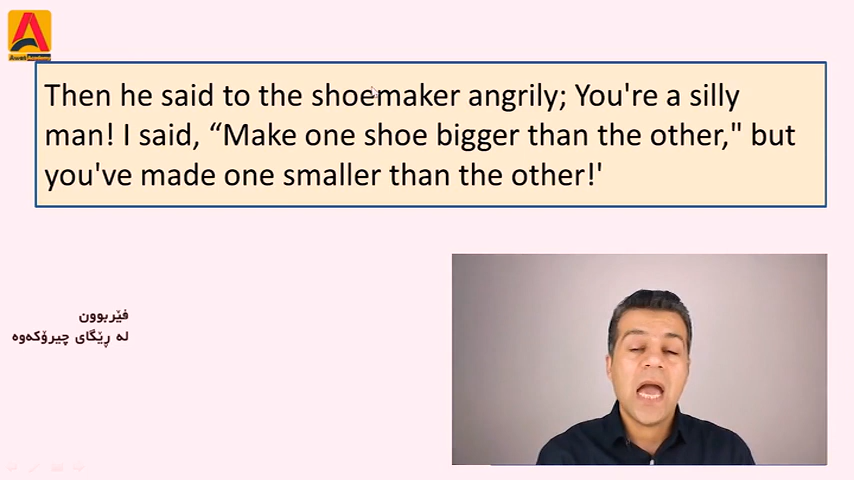 Then he said to the shoemaker angrily; You're a silly
man! I said, “Make one shoe bigger than the other," but
you've made one smaller than the other!'
فێربوون
لە ڕێگای چیرۆکەوە